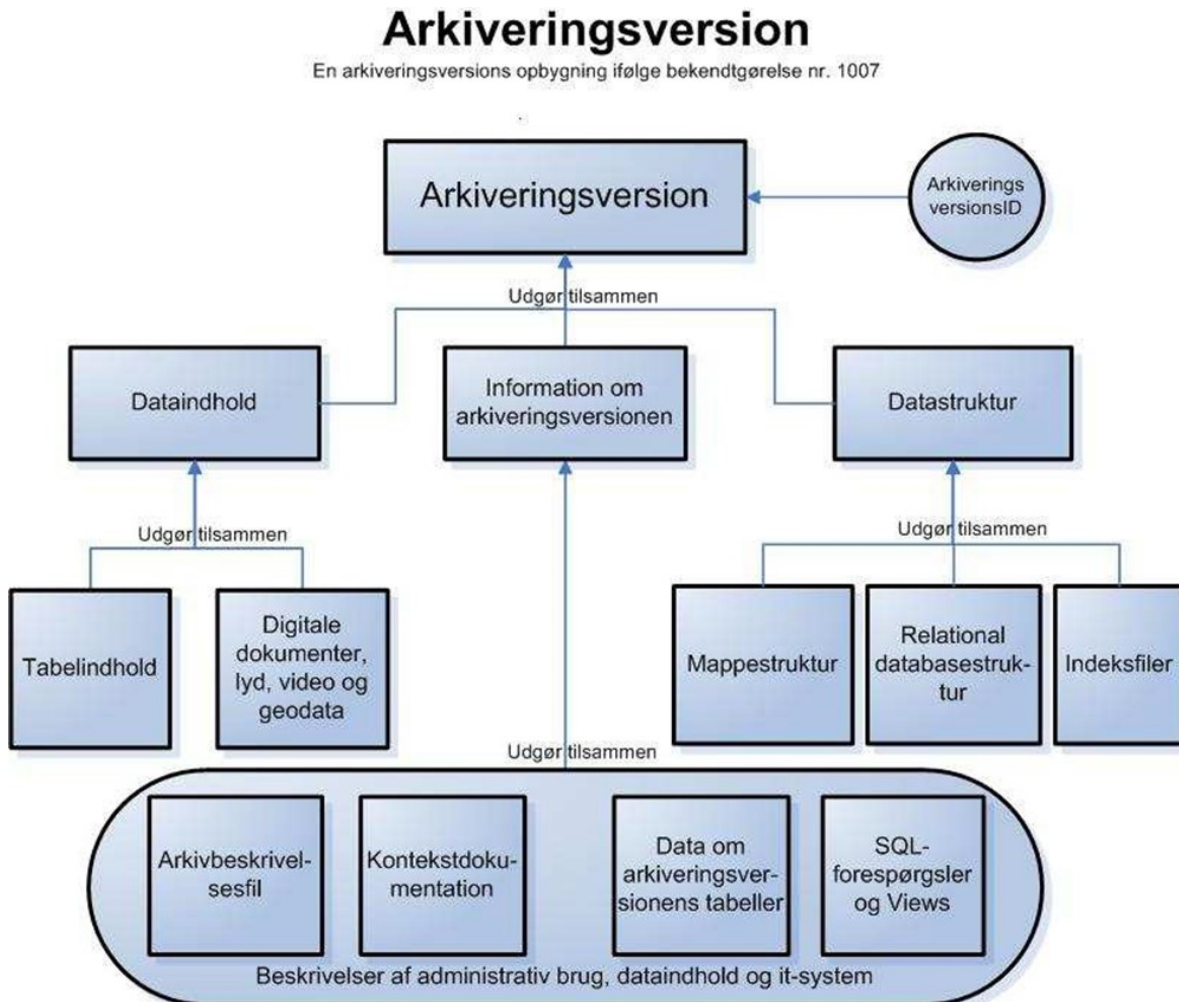 Arkiveringsversion
En arkiveringsversions opbygning ifølge bekendtgørelse nr. 1007
Arkiveringsversion
Arkiverings
versionsID
Udgør tilsammen
Dataindhold
Information om
arkiveringsversionen
Datastruktur
Udgør tilsammen
Udgør tilsammen
Tabelindhold
Digitale
dokumenter,
lyd, video og
geodata
Mappestruktur
Relational
databasestruk-
tur
Indeksfiler
Udgør tilsammen
Arkivbeskrivel-
sesfil
Kontekstdoku-
mentation
Data om
arkiveringsver-
sionens tabeller
SQL-
forespørgsler
og Views
Beskrivelser af administrativ brug, dataindhold og it-system